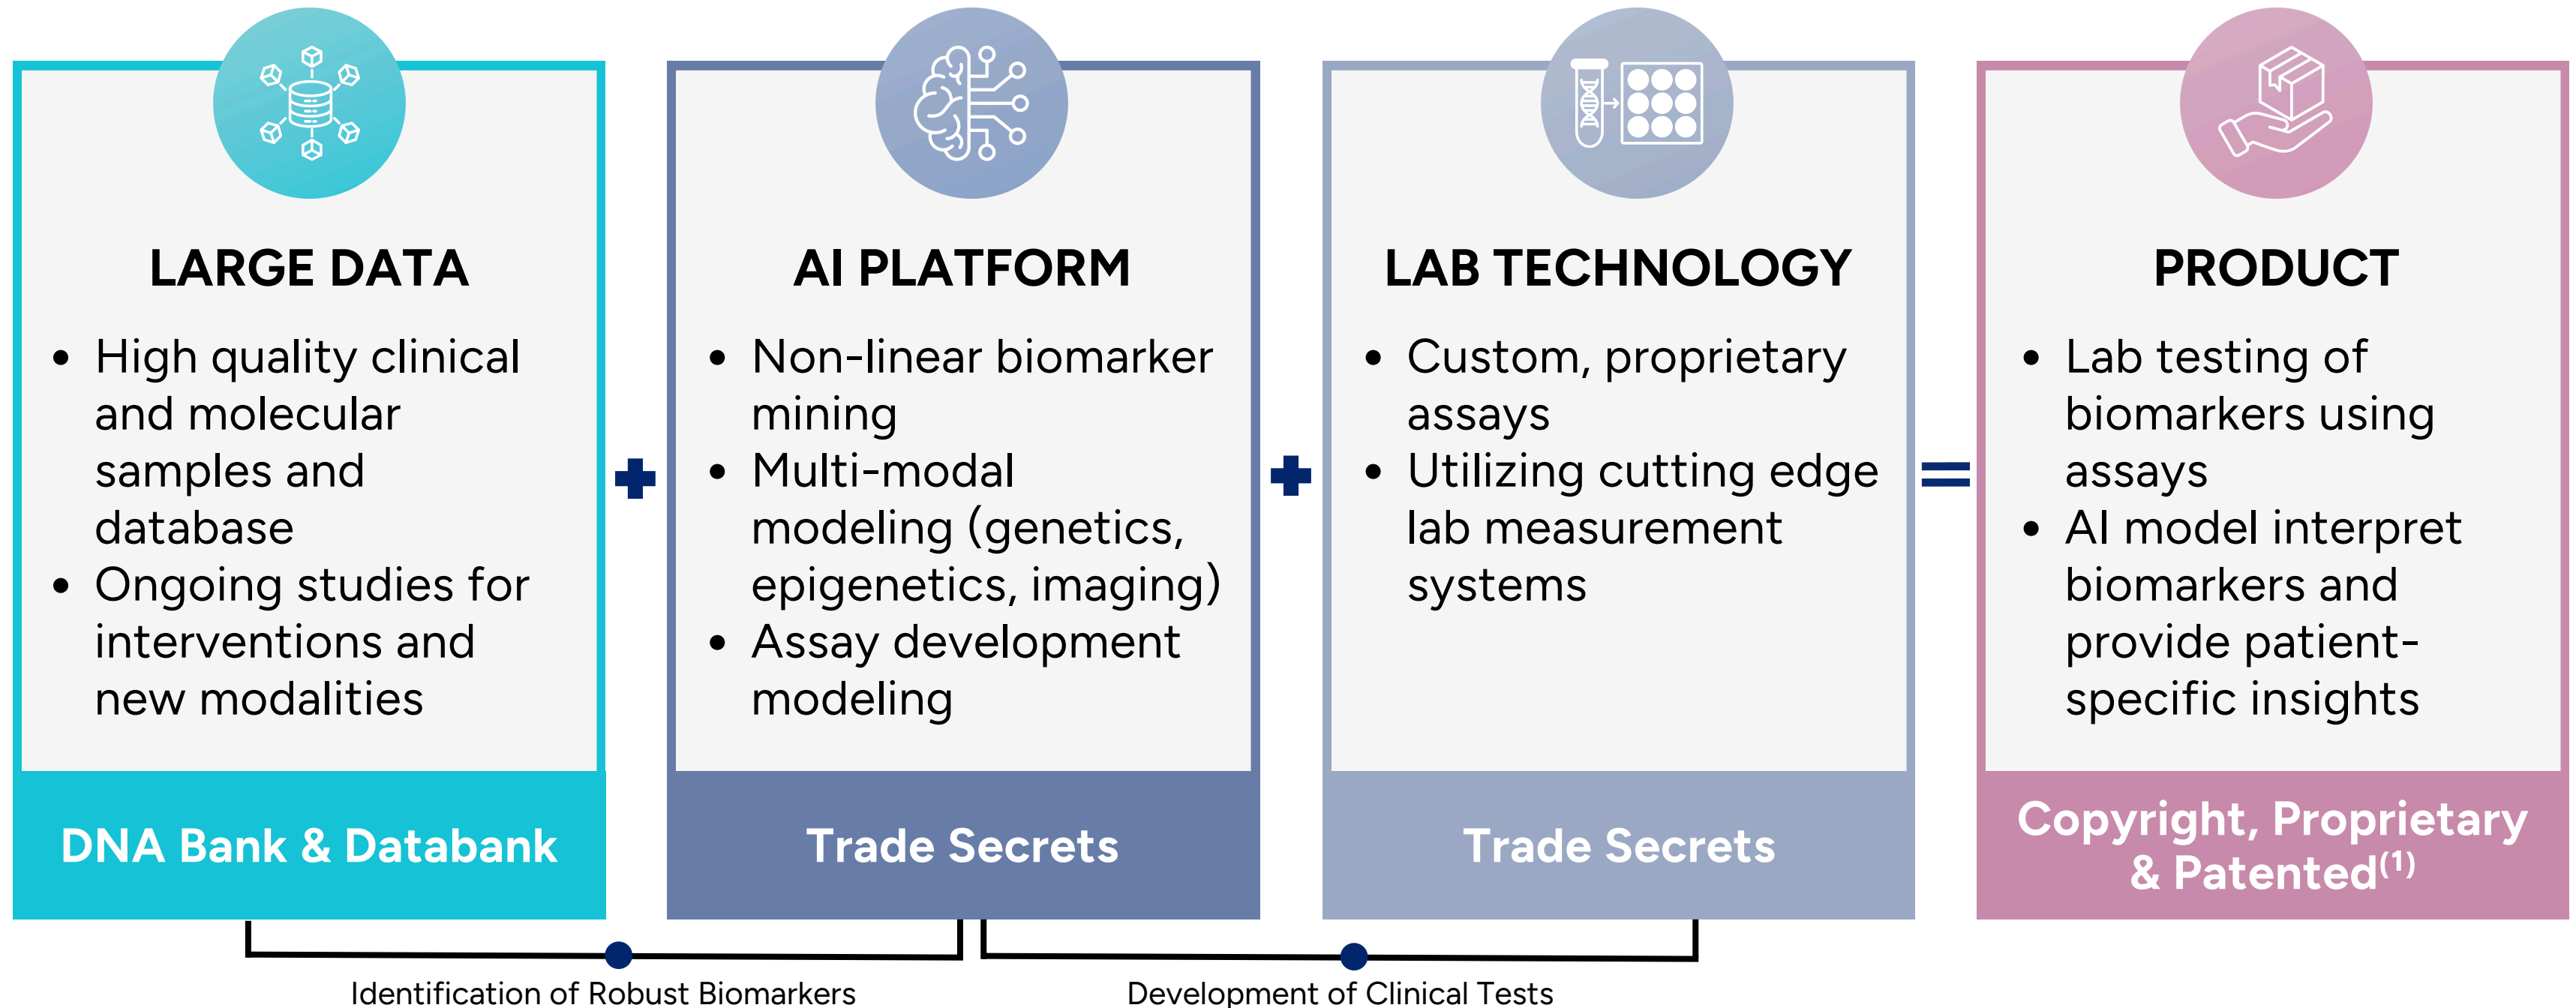 LARGE DATA
• High quality clinical
and molecular
samples and
database
• Ongoing studies for
interventions and
new modalities
DNA Bank & Databank
AI PLATFORM
• Non-linear biomarker
mining
• Multi-modal
modeling (genetics,
epigenetics, imaging)
• Assay development
modeling
Trade Secrets
LAB TECHNOLOGY
• Custom, proprietary
assays
• Utilizing cutting edge
lab measurement
systems
Trade Secrets
PRODUCT
• Lab testing of
biomarkers using
assays
• AI model interpret
biomarkers and
provide patient-
specific insights
Copyright, Proprietary
& Patented⁽¹⁾
Identification of Robust Biomarkers
Development of Clinical Tests